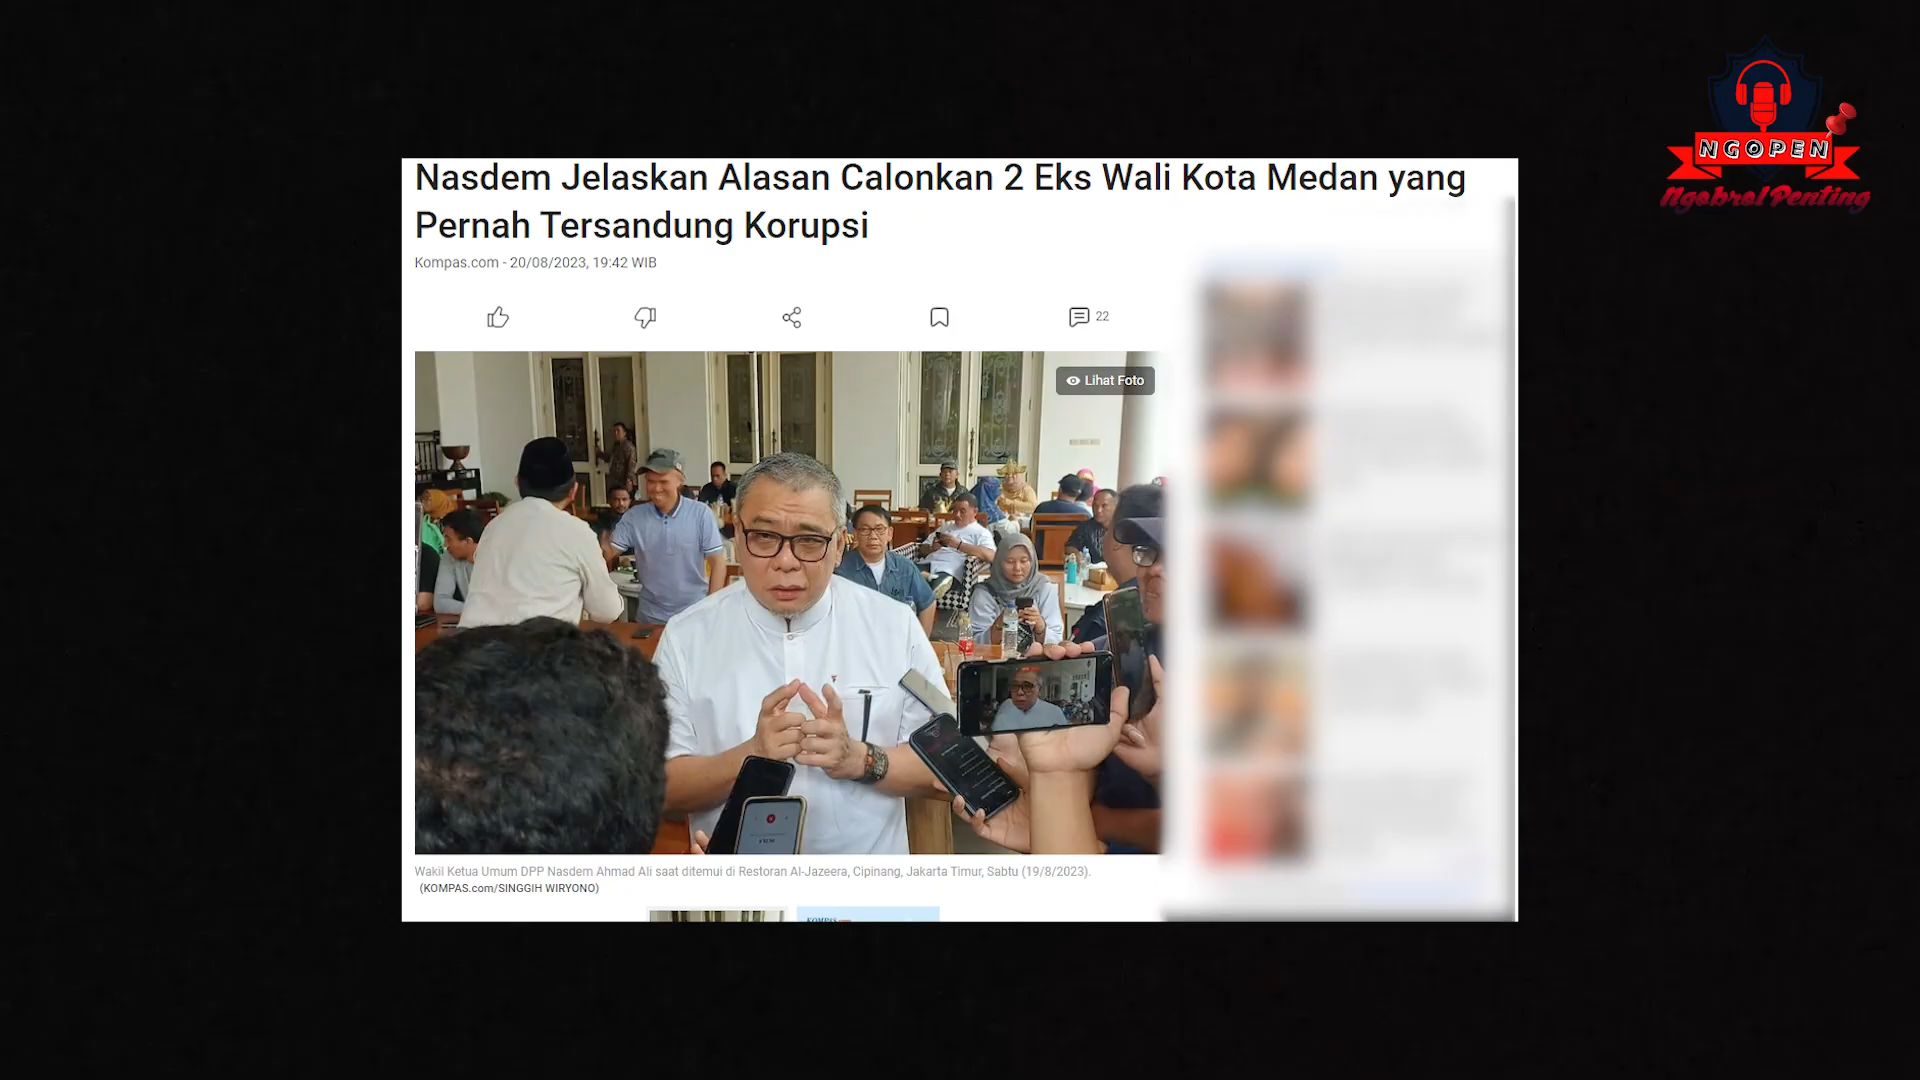 Nasdem Jelaskan Alasan Calonkan 2 Eks Wali Kota Medan yang
Pernah Tersandung Korupsi
Kompas.com - 20/08/2023, 19:42 WIB
22
Lihat Foto
Wakil Ketua Umum DPP Nasdem Ahmad Ali saat ditemui di Restoran Al-Jazeera, Cipinang, Jakarta Timur, Sabtu (19/8/2023).
(KOMPAS.com/SINGGIH WIRYONO)
KOMPAS
NGOPEN
Ngobrol Penting